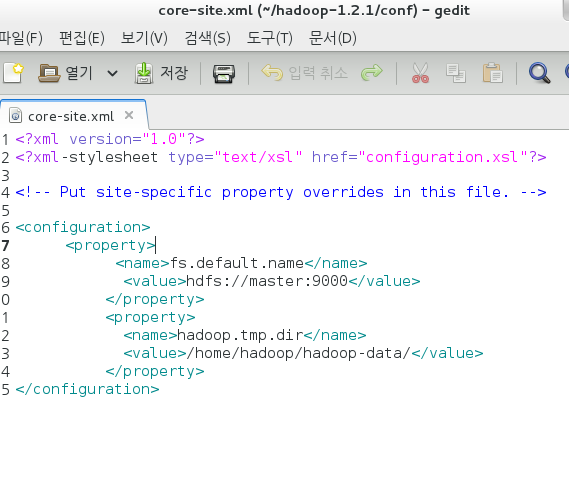 core-site.xml (~/hadoop-1.2.1/conf) – gedit
파일(F) 편집(E) 보기(V) 검색(S) 도구(T) 문서(D)
열기 저장 입력 취소
core-site.xml ×
1 <?xml version="1.0"?>
2 <?xml-stylesheet type="text/xsl" href="configuration.xsl"?>
3
4 <!-- Put site-specific property overrides in this file. -->
5
6 <configuration>
7 <property>
8 <name>fs.default.name</name>
9 <value>hdfs://master:9000</value>
0 </property>
1 <property>
2 <name>hadoop.tmp.dir</name>
3 <value>/home/hadoop/hadoop-data/</value>
4 </property>
5 </configuration>